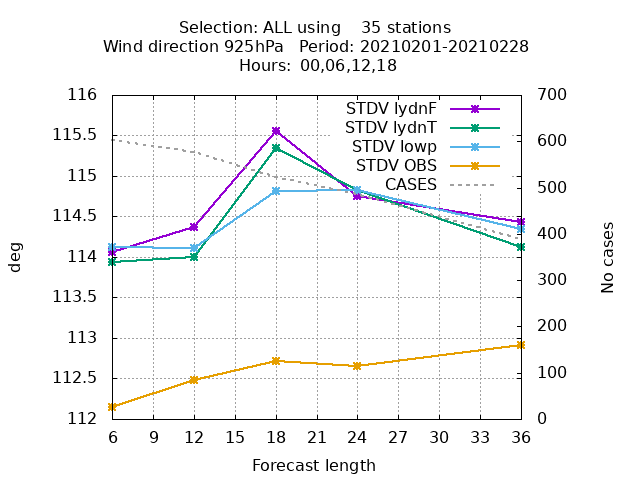 Selection: ALL using    35 stations
Wind direction 925hPa   Period: 20210201-20210228
Hours: 00,06,12,18
116
115.5
115
114.5
114
113.5
113
112.5
112
700
600
500
400
300
200
100
0
STDV lydnF
STDV lydnT
STDV lowp
STDV OBS
CASES
deg
No cases
6 9 12 15 18 21 24 27 30 33 36
Forecast length